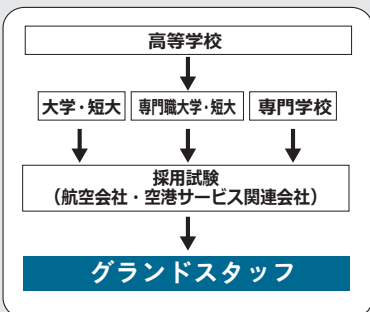 高等学校
大学・短大
専門職大学・短大
専門学校
採用試験
（航空会社・空港サービス関連会社）
グランドスタッフ